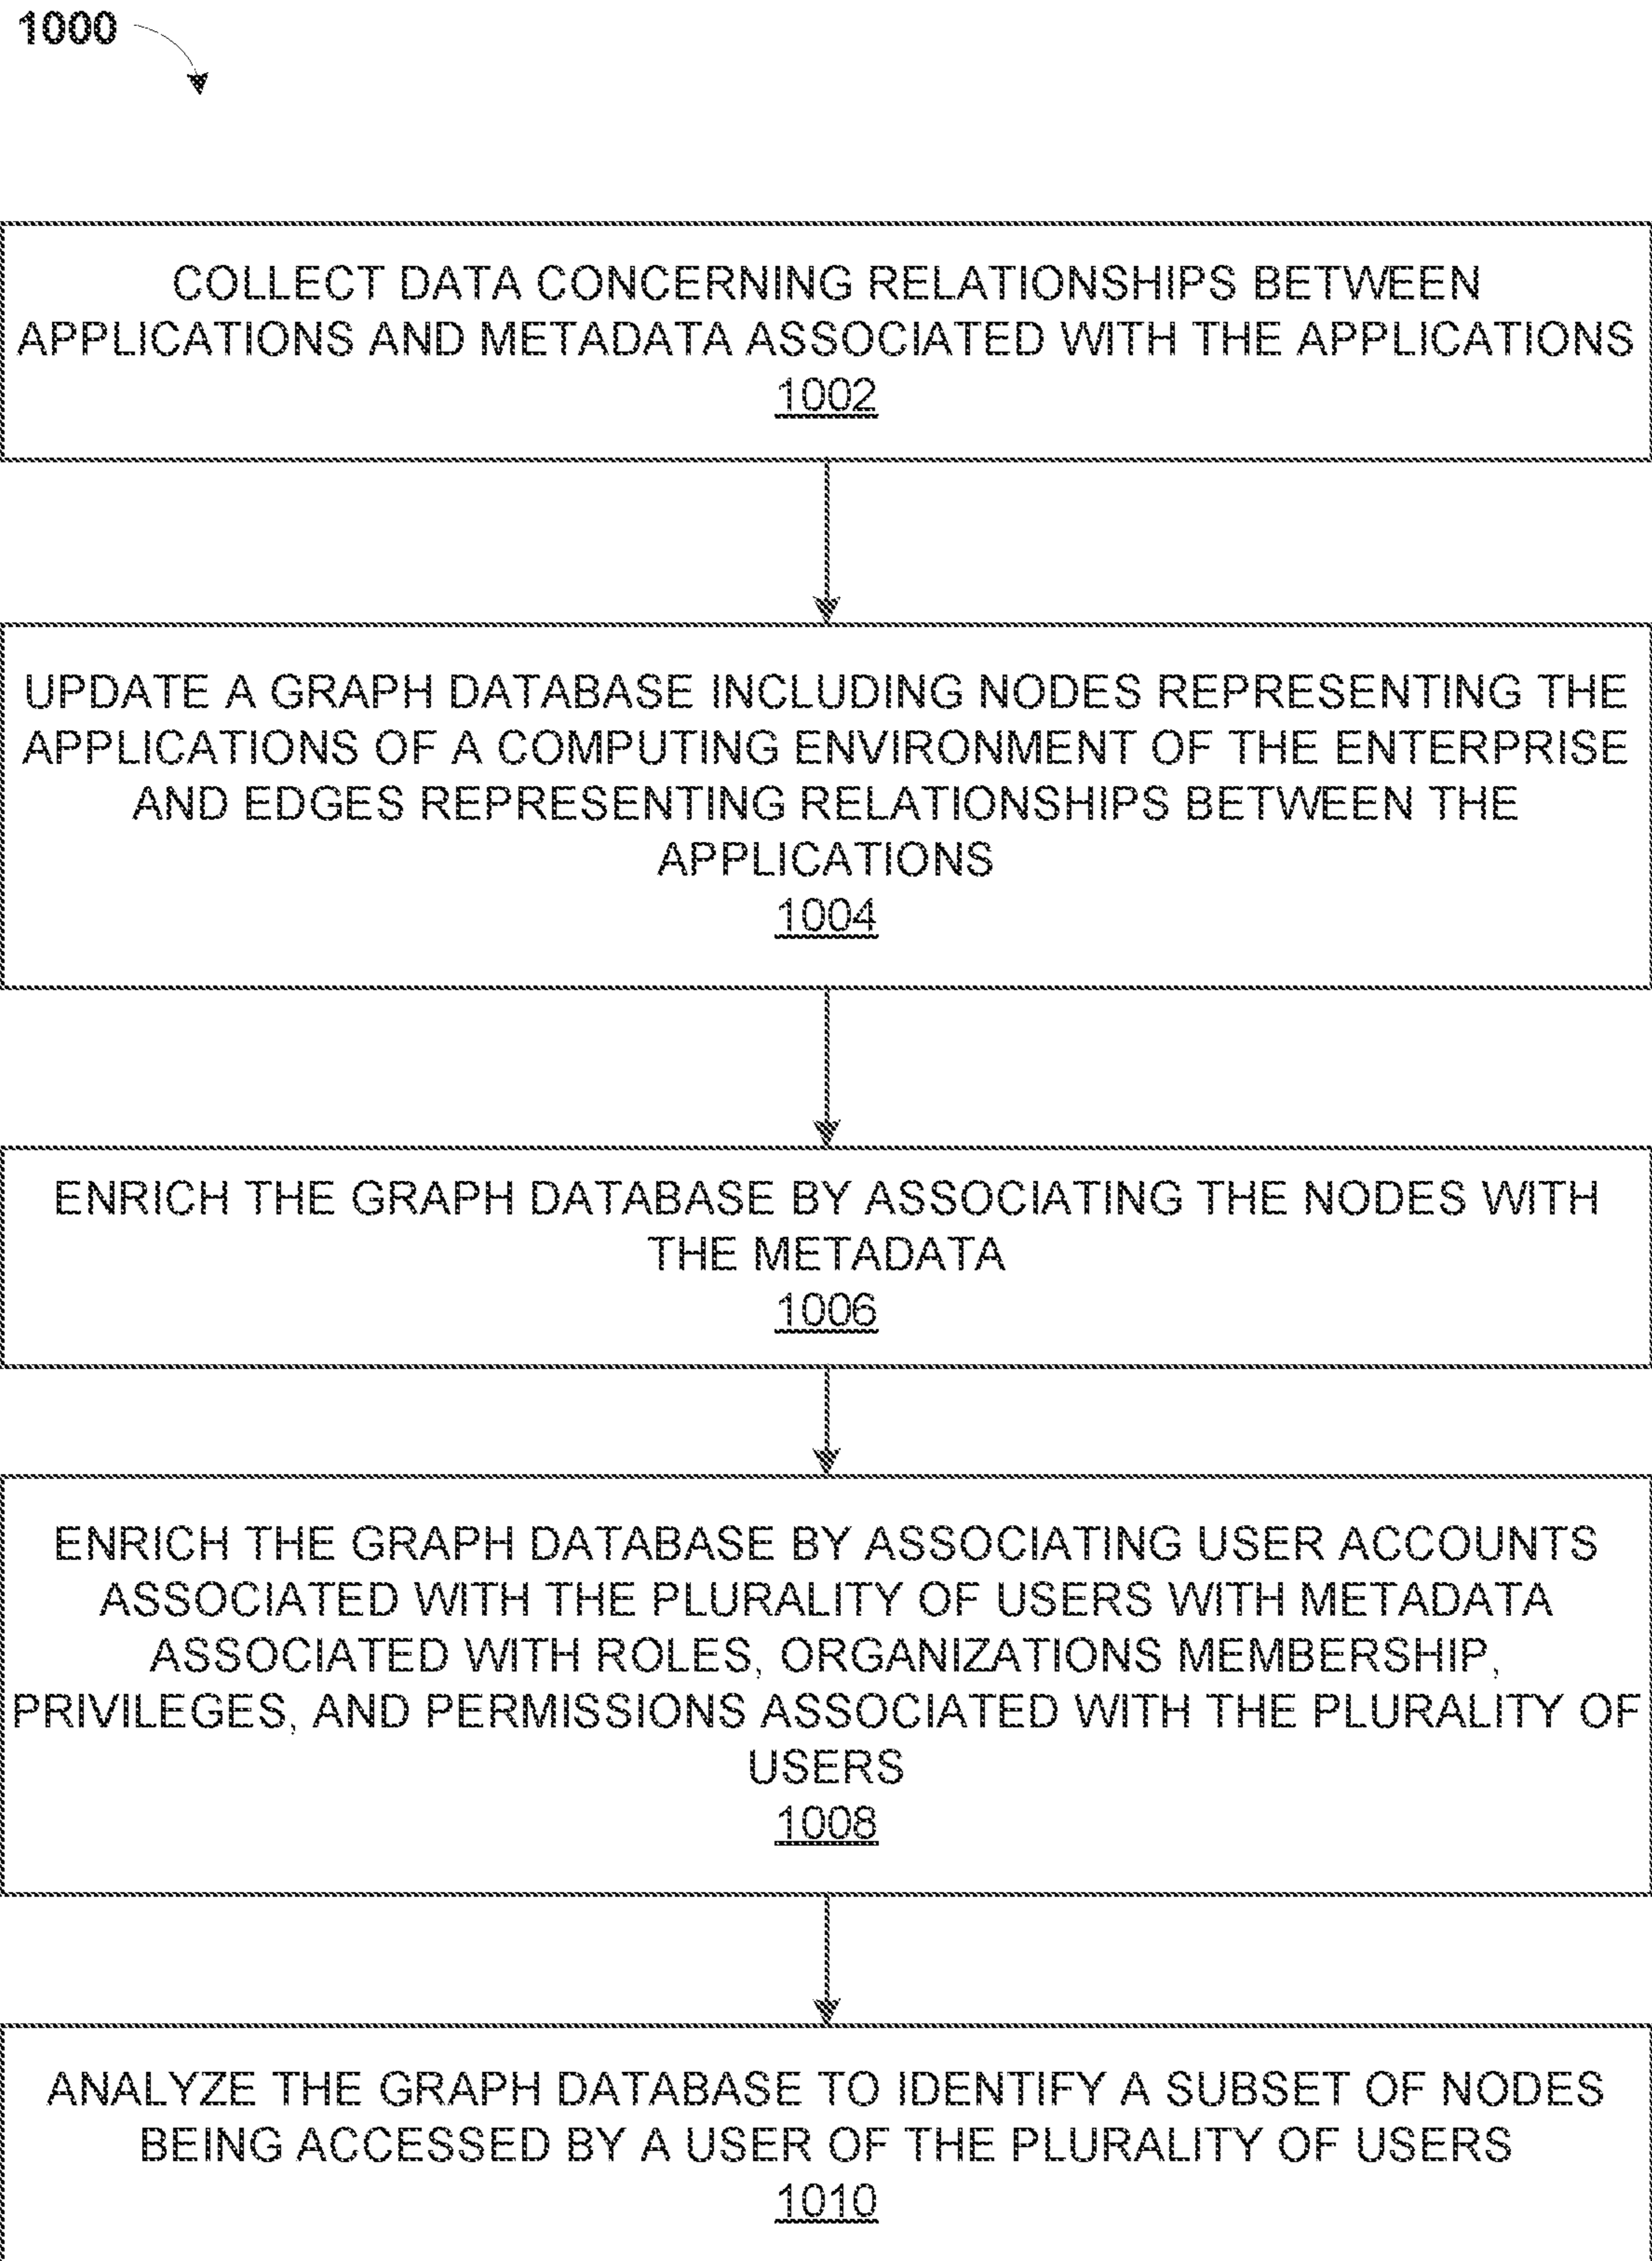 1000
COLLECT DATA CONCERNING RELATIONSHIPS BETWEEN
APPLICATIONS AND METADATA ASSOCIATED WITH THE APPLICATIONS
1002
UPDATE A GRAPH DATABASE INCLUDING NODES REPRESENTING THE
APPLICATIONS OF A COMPUTING ENVIRONMENT OF THE ENTERPRISE
AND EDGES REPRESENTING RELATIONSHIPS BETWEEN THE
APPLICATIONS
1004
ENRICH THE GRAPH DATABASE BY ASSOCIATING THE NODES WITH
THE METADATA
1006
ENRICH THE GRAPH DATABASE BY ASSOCIATING USER ACCOUNTS
ASSOCIATED WITH THE PLURALITY OF USERS WITH METADATA
ASSOCIATED WITH ROLES, ORGANIZATIONS MEMBERSHIP,
PRIVILEGES, AND PERMISSIONS ASSOCIATED WITH THE PLURALITY OF
USERS
1008
ANALYZE THE GRAPH DATABASE TO IDENTIFY A SUBSET OF NODES
BEING ACCESSED BY A USER OF THE PLURALITY OF USERS
1010